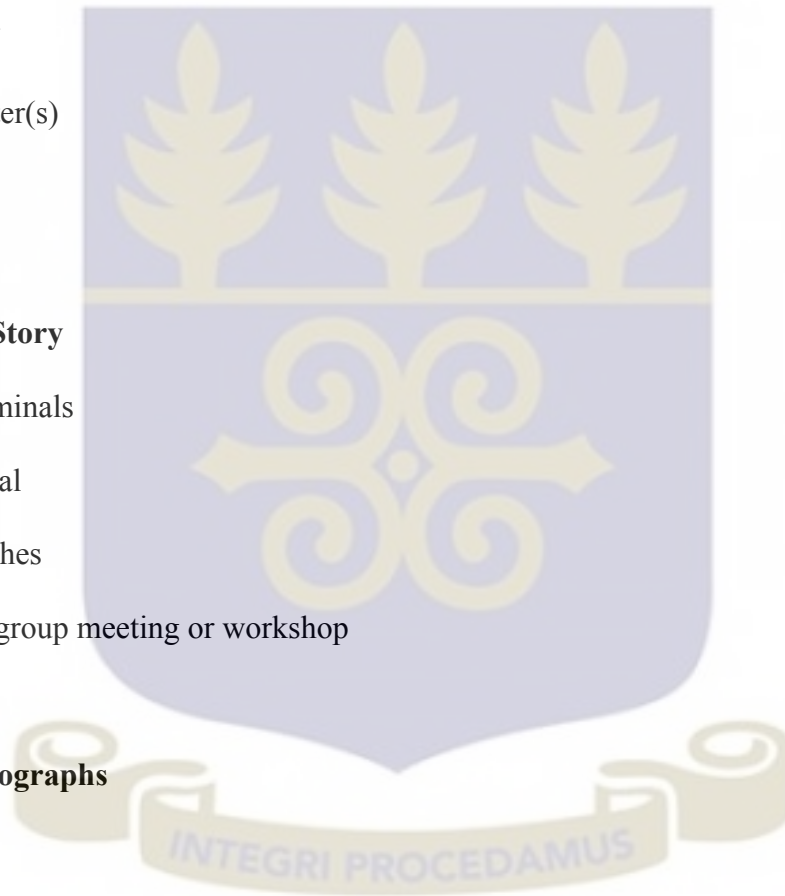 er(s)
Story
minals
al
hes
group meeting or workshop
ographs
INTEGRI PROCEDAMUS